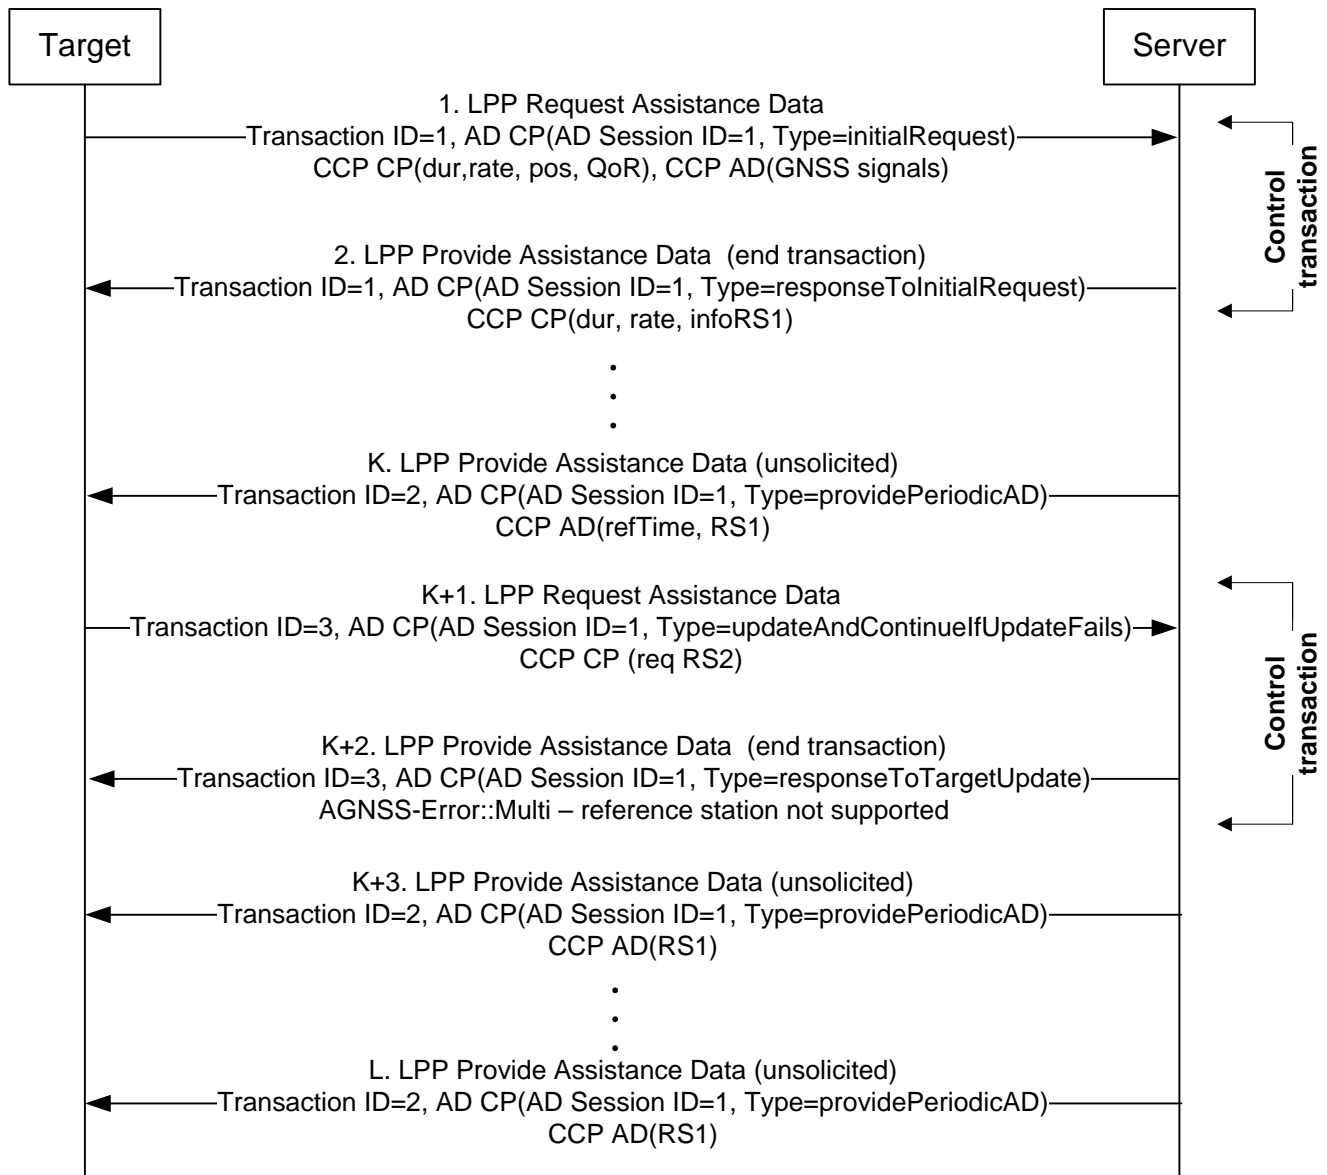 Target
Server
1. LPP Request Assistance Data
Transaction ID=1, AD CP(AD Session ID=1, Type=initialRequest)
CCP CP(dur,rate, pos, QoR), CCP AD(GNSS signals)
Control
transaction
2. LPP Provide Assistance Data  (end transaction)
Transaction ID=1, AD CP(AD Session ID=1, Type=responseToInitialRequest)
CCP CP(dur, rate, infoRS1)
K. LPP Provide Assistance Data (unsolicited)
Transaction ID=2, AD CP(AD Session ID=1, Type=providePeriodicAD)
CCP AD(refTime, RS1)
K+1. LPP Request Assistance Data
Transaction ID=3, AD CP(AD Session ID=1, Type=updateAndContinueIfUpdateFails)
CCP CP (req RS2)
Control
transaction
K+2. LPP Provide Assistance Data  (end transaction)
Transaction ID=3, AD CP(AD Session ID=1, Type=responseToTargetUpdate)
AGNSS-Error::Multi – reference station not supported
K+3. LPP Provide Assistance Data (unsolicited)
Transaction ID=2, AD CP(AD Session ID=1, Type=providePeriodicAD)
CCP AD(RS1)
L. LPP Provide Assistance Data (unsolicited)
Transaction ID=2, AD CP(AD Session ID=1, Type=providePeriodicAD)
CCP AD(RS1)